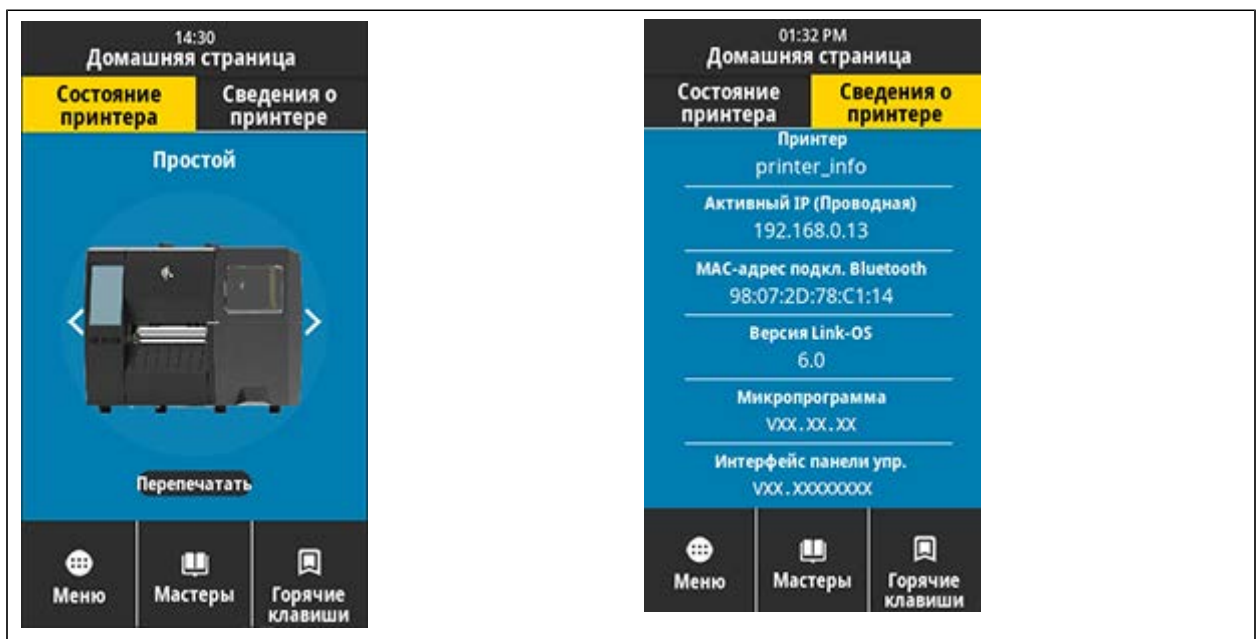 14:30
Домашняя страница
Состояние
принтера
Сведения о
принтере
Простой
Перепечатать
Меню
Мастеры
Горячие
клавиши
01:32 PM
Домашняя страница
Состояние
принтера
Сведения о
принтере
Принтер
printer_info
Активный IP (Проводная)
192.168.0.13
MAC-адрес подкл. Bluetooth
98:07:2D:78:C1:14
Версия Link-OS
6.0
Микропрограмма
VXX.XX.XX
Интерфейс панели упр.
VXX.XXXXXXXX
Меню
Мастеры
Горячие
клавиши